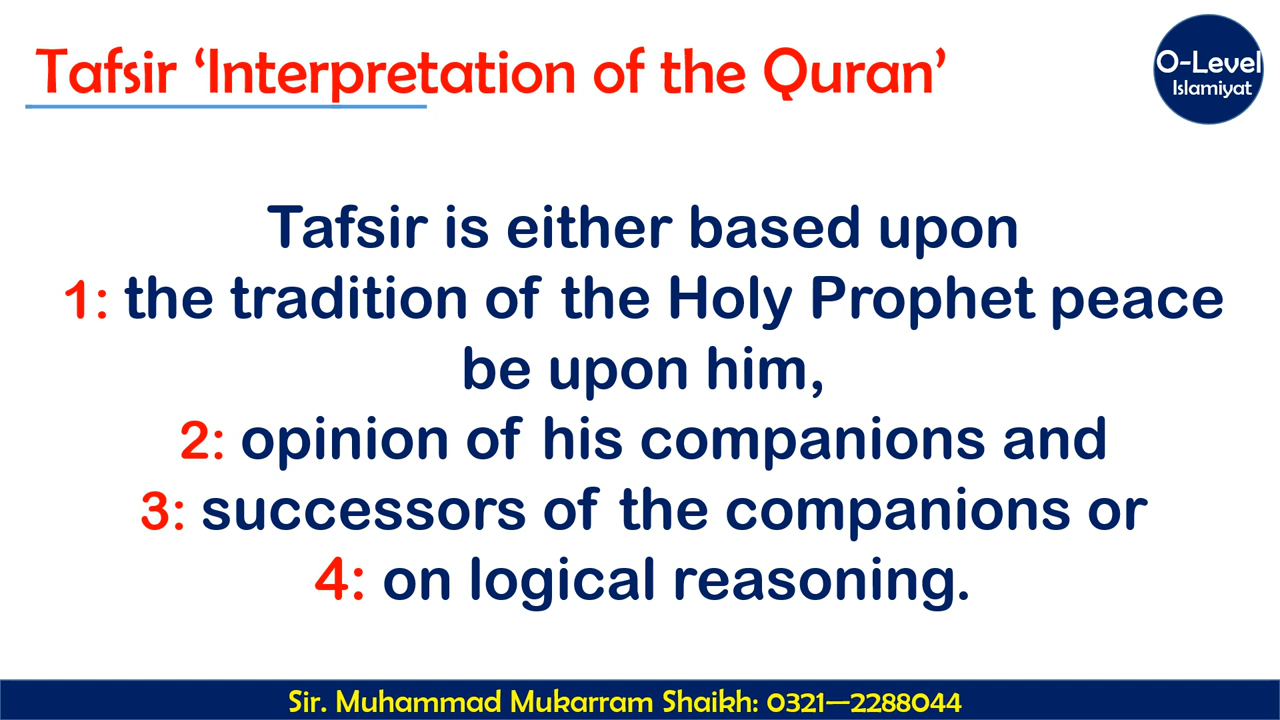 Tafsir ‘Interpretation of the Quran’
O-Level
Islamiyat
Tafsir is either based upon
1: the tradition of the Holy Prophet peace
be upon him,
2: opinion of his companions and
3: successors of the companions or
4: on logical reasoning.
Sir. Muhammad Mukarram Shaikh: 0321—2288044